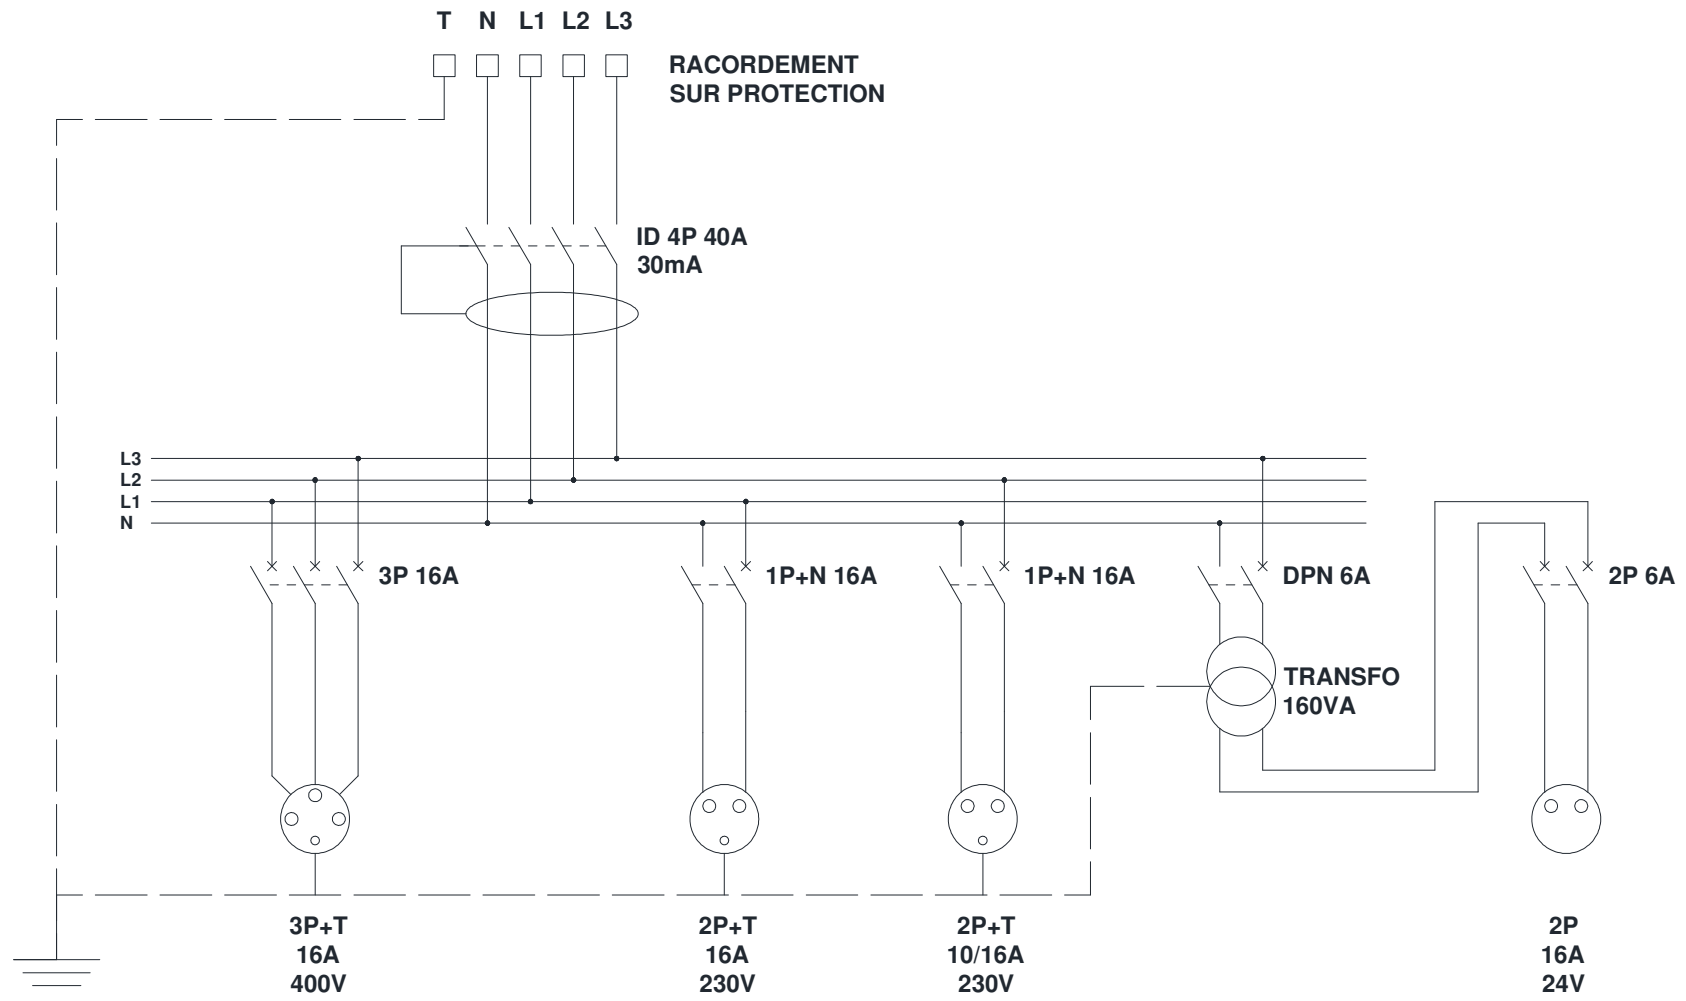 T N L1 L2 L3
RACORDEMENT
SUR PROTECTION
ID 4P 40A
30mA
L3
L2
L1
N
3P 16A
1P+N 16A
1P+N 16A
DPN 6A
2P 6A
TRANSFO
160VA
3P+T
16A
400V
2P+T
16A
230V
2P+T
10/16A
230V
2P
16A
24V